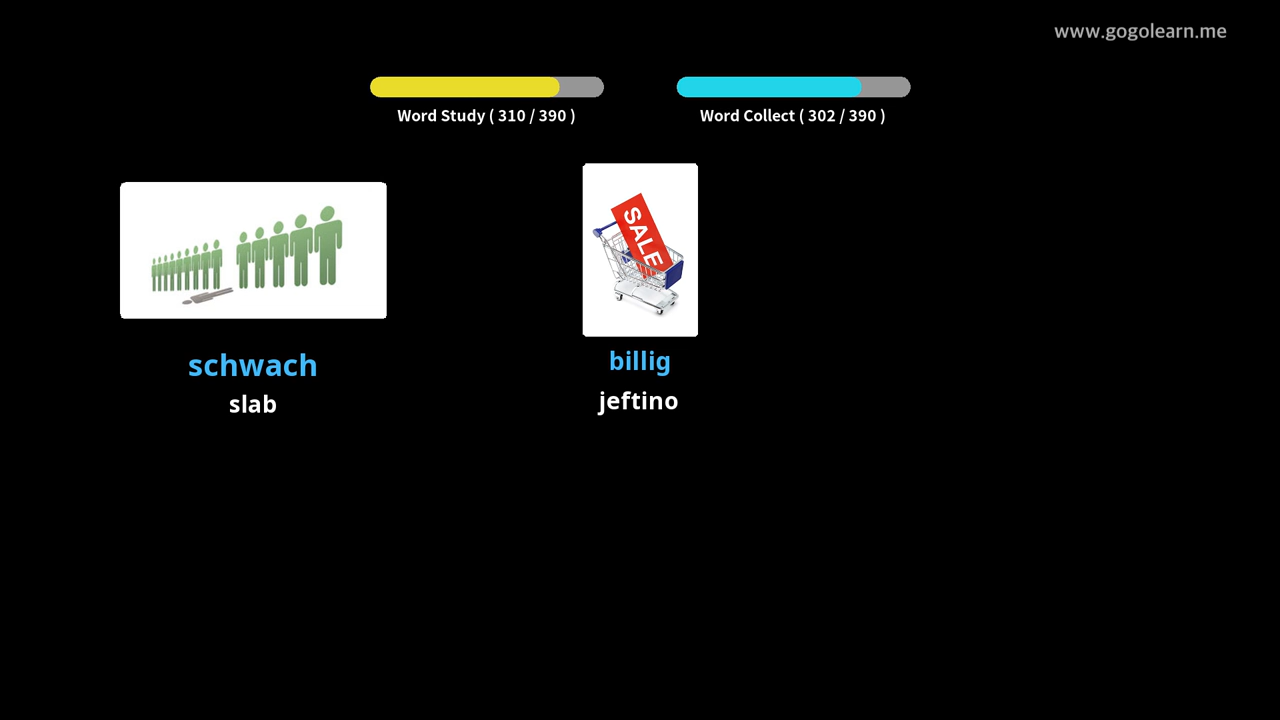 www.gogolearn.me
Word Study ( 310 / 390 )
Word Collect ( 302 / 390 )
SALE
schwach
slab
billig
jeftino